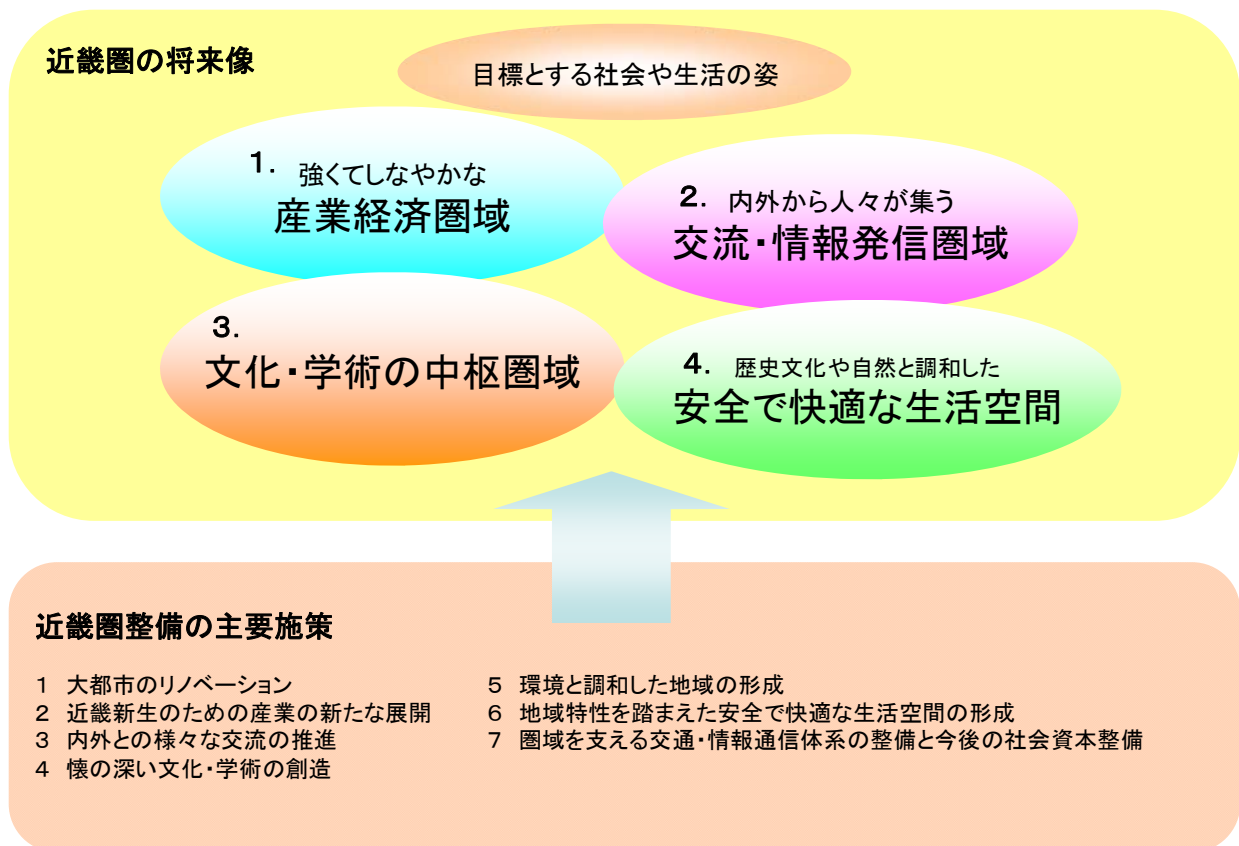 近畿圏の将来像
目標とする社会や生活の姿
1. 強くてしなやかな
産業経済圏域
2. 内外から人々が集う
交流・情報発信圏域
3.
文化・学術の中枢圏域
4. 歴史文化や自然と調和した
安全で快適な生活空間
近畿圏整備の主要施策
1 大都市のリノベーション
2 近畿新生のための産業の新たな展開
3 内外との様々な交流の推進
4 懐の深い文化・学術の創造
5 環境と調和した地域の形成
6 地域特性を踏まえた安全で快適な生活空間の形成
7 圏域を支える交通・情報通信体系の整備と今後の社会資本整備